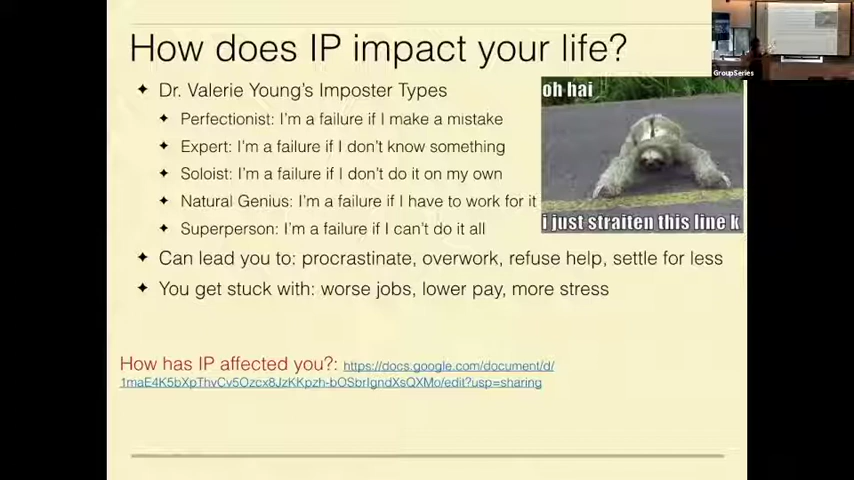 How does IP impact your life?
GroupSeries
✦ Dr. Valerie Young's Imposter Types
✦ Perfectionist: I'm a failure if I make a mistake
✦ Expert: I'm a failure if I don't know something
✦ Soloist: I'm a failure if I don't do it on my own
✦ Natural Genius: I'm a failure if I have to work for it
✦ Superperson: I'm a failure if I can't do it all
oh hai
i just straiten this line k
✦ Can lead you to: procrastinate, overwork, refuse help, settle for less
✦ You get stuck with: worse jobs, lower pay, more stress
How has IP affected you?: https://docs.google.com/document/d/
1maE4K5bXpThvCv5Ozcx8JzKKpzh-bOSbrIgndXsQXMo/edit?usp=sharing